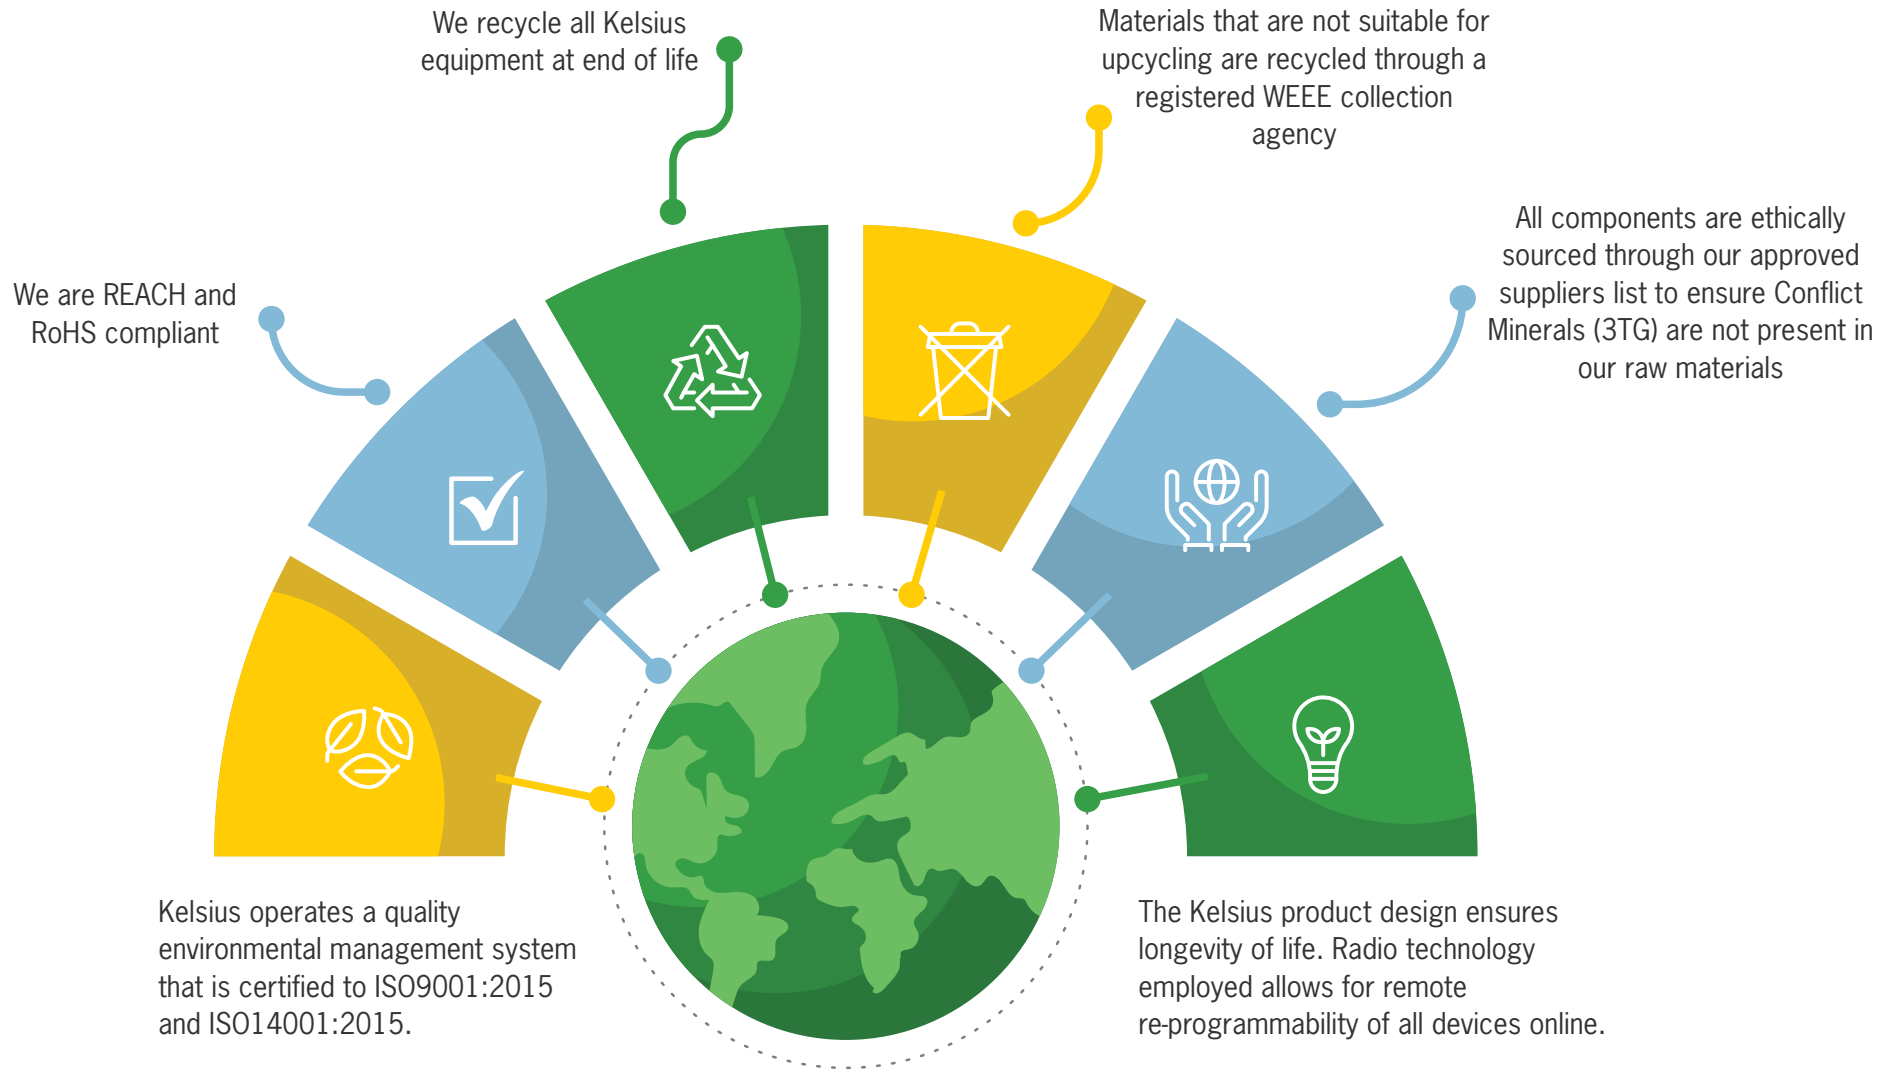 We recycle all Kelsius
equipment at end of life
Materials that are not suitable for
upcycling are recycled through a
registered WEEE collection
agency
All components are ethically
sourced through our approved
suppliers list to ensure Conflict
Minerals (3TG) are not present in
our raw materials
We are REACH and
RoHS compliant
Kelsius operates a quality
environmental management system
that is certified to ISO9001:2015
and ISO14001:2015.
The Kelsius product design ensures
longevity of life. Radio technology
employed allows for remote
re-programmability of all devices online.